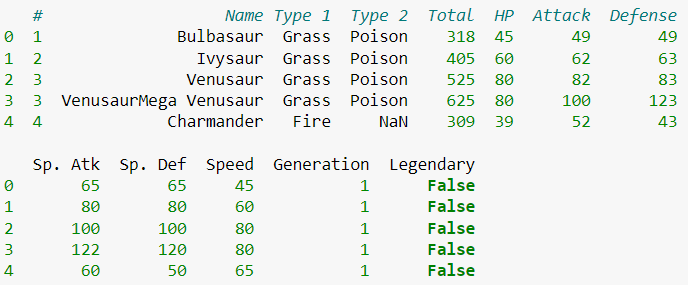 # Name Type 1 Type 2 Total HP Attack Defense
0 1 Bulbasaur Grass Poison 318 45 49 49
1 2 Ivysaur Grass Poison 405 60 62 63
2 3 Venusaur Grass Poison 525 80 82 83
3 3 VenusaurMega Venusaur Grass Poison 625 80 100 123
4 4 Charmander Fire NaN 309 39 52 43
Sp. Atk Sp. Def Speed Generation Legendary
0 65 65 45 1 False
1 80 80 60 1 False
2 100 100 80 1 False
3 122 120 80 1 False
4 60 50 65 1 False